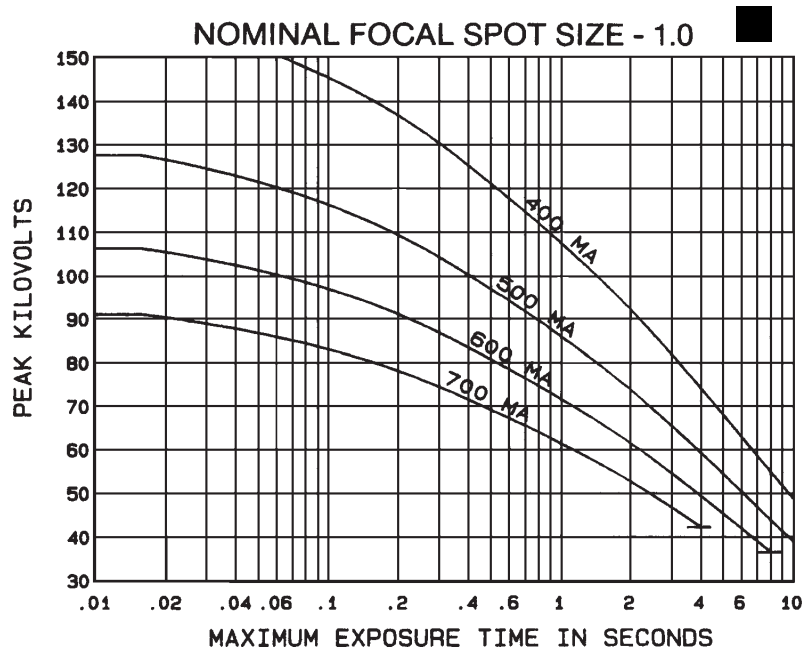 NOMINAL FOCAL SPOT SIZE - 1.0
150
140
130
120
110
100
90
80
70
60
50
40
30
PEAK KILOVOLTS
400 MA
500 MA
600 MA
700 MA
.01 .02 .04 .06 .1 .2 .4 .6 1 2 4 6 10
MAXIMUM EXPOSURE TIME IN SECONDS